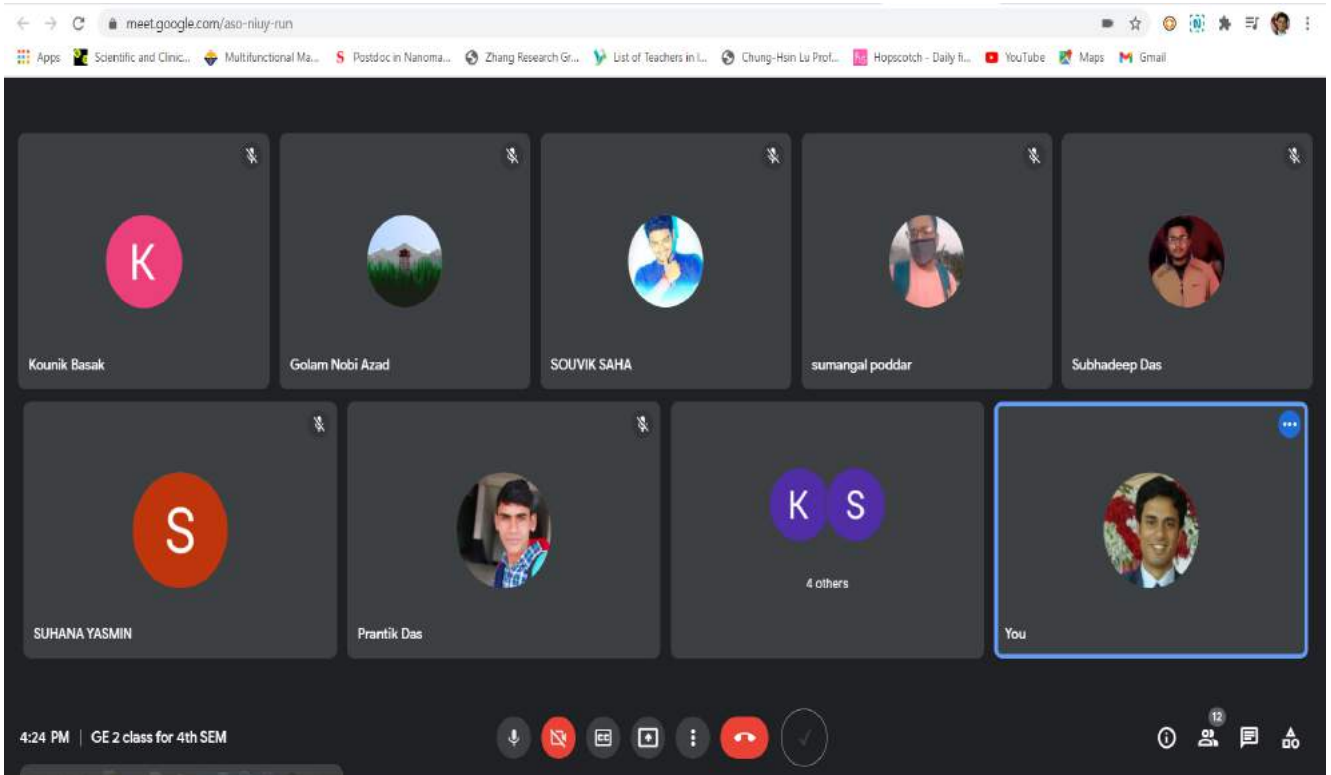 meet.google.com/aso-niuy-run
Apps Scientific and Clinic... Multifunctional Ma... S Postdoc in Nanoma... Zhang Research Gr... List of Teachers in I... Chung-Hsin Lu Prof... Hopscotch - Daily fi... YouTube Maps M Gmail
K
Kounik Basak
Golam Nobi Azad
SOUVIK SAHA
sumangal poddar
Subhadeep Das
S
SUHANA YASMIN
Prantik Das
K S
4 others
You
4:24 PM | GE 2 class for 4th SEM
CC
12